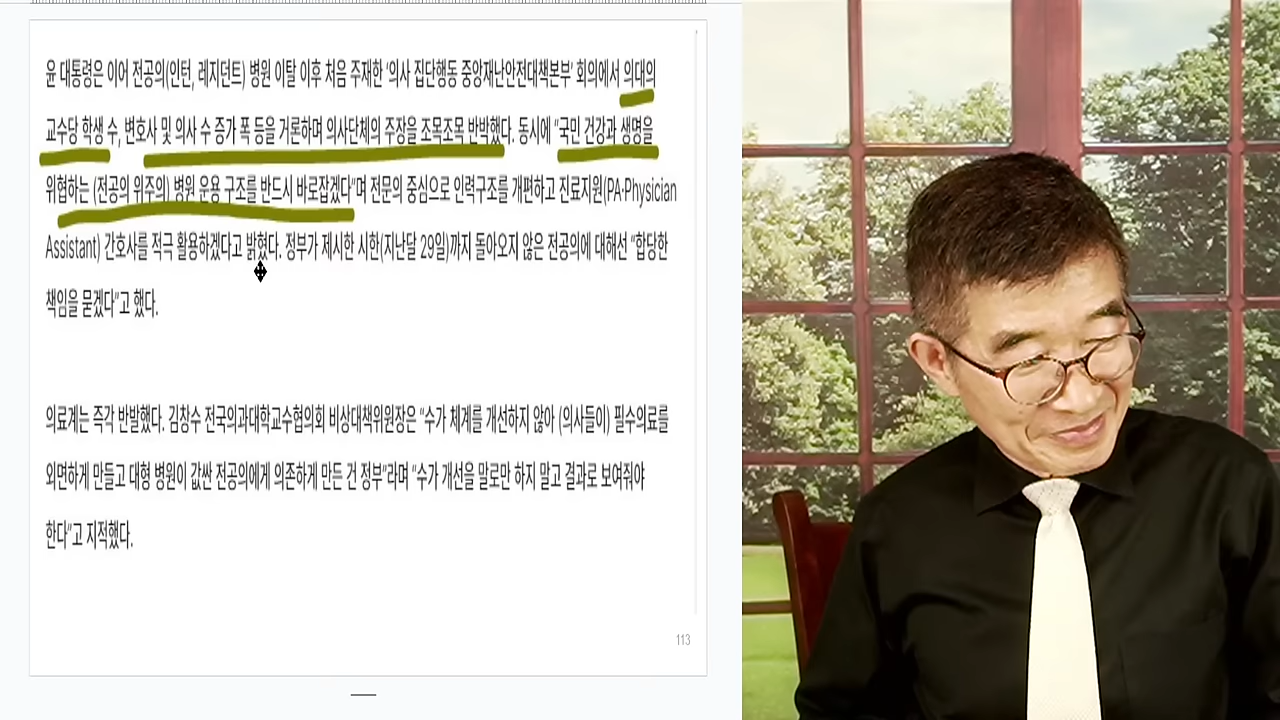 윤 대통령은 이어 전공의(인턴, 레지던트) 병원 이탈 이후 처음 주재한 ‘의사 집단행동 중앙재난안전대책본부’ 회의에서 의대의
교수당 학생 수, 변호사 및 의사 수 증가 폭 등을 거론하며 의사단체의 주장을 조목조목 반박했다. 동시에 “국민 건강과 생명을
위협하는 (전공의 위주의) 병원 운용 구조를 반드시 바로잡겠다”며 전문의 중심으로 인력구조를 개편하고 진료지원(PA·Physician
Assistant) 간호사를 적극 활용하겠다고 밝혔다. 정부가 제시한 시한(지난달 29일)까지 돌아오지 않은 전공의에 대해선 “합당한
책임을 묻겠다”고 했다.
의료계는 즉각 반발했다. 김창수 전국의과대학교수협의회 비상대책위원장은 “수가 체계를 개선하지 않아 (의사들이) 필수의료를
외면하게 만들고 대형 병원이 값싼 전공의에게 의존하게 만든 건 정부”라며 “수가 개선을 말로만 하지 말고 결과로 보여줘야
한다”고 지적했다.
113